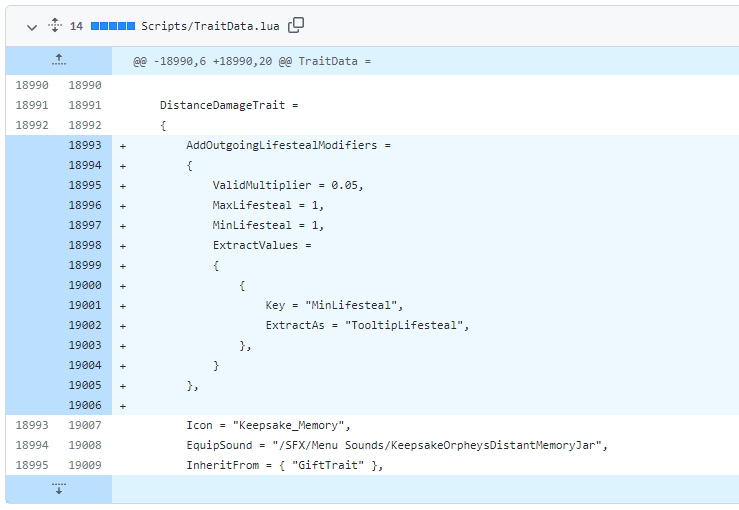 14 Scripts/TraitData.lua
@@ -18990,6 +18990,20 @@ TraitData =
18990 18990
18991 18991 DistanceDamageTrait =
18992 18992 {
18993 + AddOutgoingLifestealModifiers =
18994 + {
18995 + ValidMultiplier = 0.05,
18996 + MaxLifesteal = 1,
18997 + MinLifesteal = 1,
18998 + ExtractValues =
18999 + {
19000 + {
19001 + Key = "MinLifesteal",
19002 + ExtractAs = "TooltipLifesteal",
19003 + },
19004 + }
19005 + },
19006 +
18993 19007 Icon = "Keepsake_Memory",
18994 19008 EquipSound = "/SFX/Menu Sounds/KeepsakeOrpheysDistantMemoryJar",
18995 19009 InheritFrom = { "GiftTrait" },